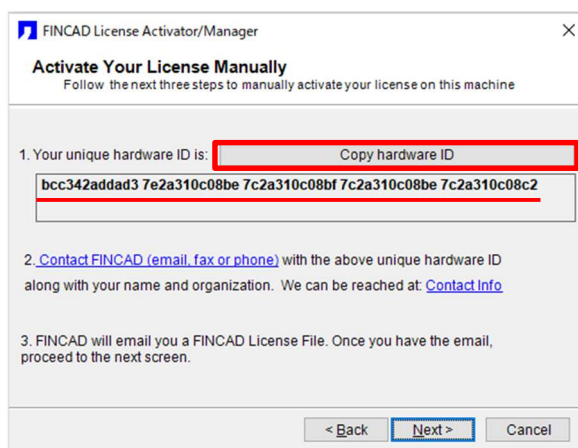 FINCAD License Activator/Manager
Activate Your License Manually
Follow the next three steps to manually activate your license on this machine
1. Your unique hardware ID is: Copy hardware ID
bcc342addad3 7e2a310c08be 7c2a310c08bf 7c2a310c08be 7c2a310c08c2
2. Contact FINCAD (email, fax or phone) with the above unique hardware ID
along with your name and organization. We can be reached at: Contact Info
3. FINCAD will email you a FINCAD License File. Once you have the email,
proceed to the next screen.
< Back Next > Cancel